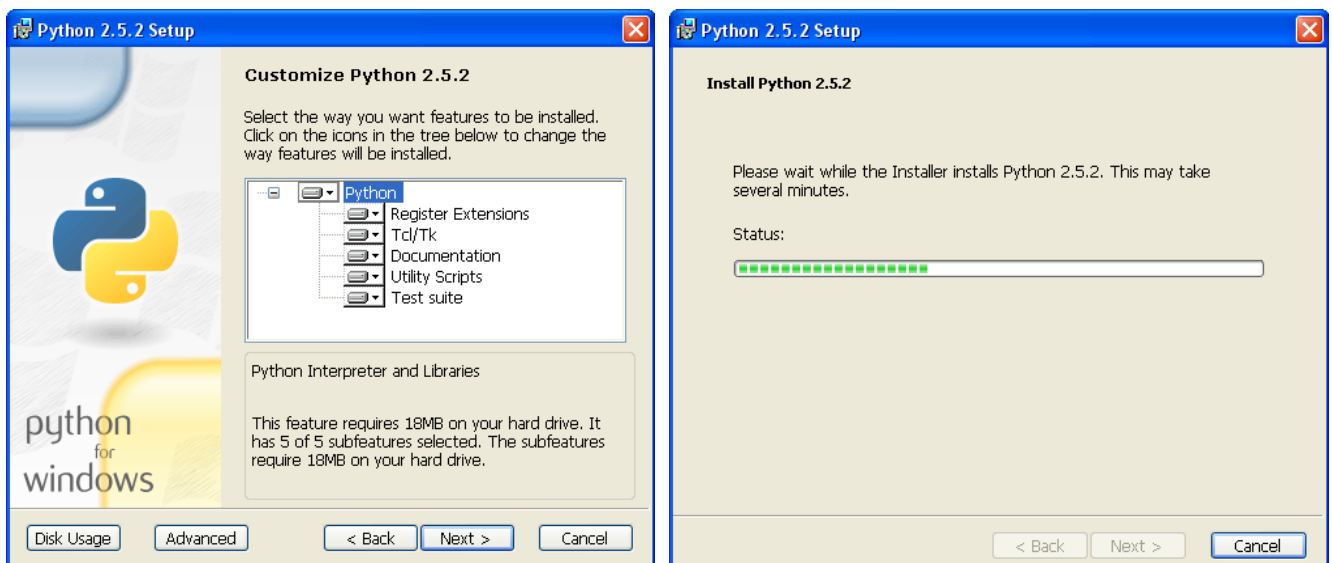 Python 2.5.2 Setup
Customize Python 2.5.2
Select the way you want features to be installed.
Click on the icons in the tree below to change the
way features will be installed.
Python
Register Extensions
Tcl/Tk
Documentation
Utility Scripts
Test suite
Python Interpreter and Libraries
This feature requires 18MB on your hard drive. It
has 5 of 5 subfeatures selected. The subfeatures
require 18MB on your hard drive.
python
for
windows
Disk Usage
Advanced
< Back
Next >
Cancel
Python 2.5.2 Setup
Install Python 2.5.2
Please wait while the Installer installs Python 2.5.2. This may take
several minutes.
Status:
< Back
Next >
Cancel